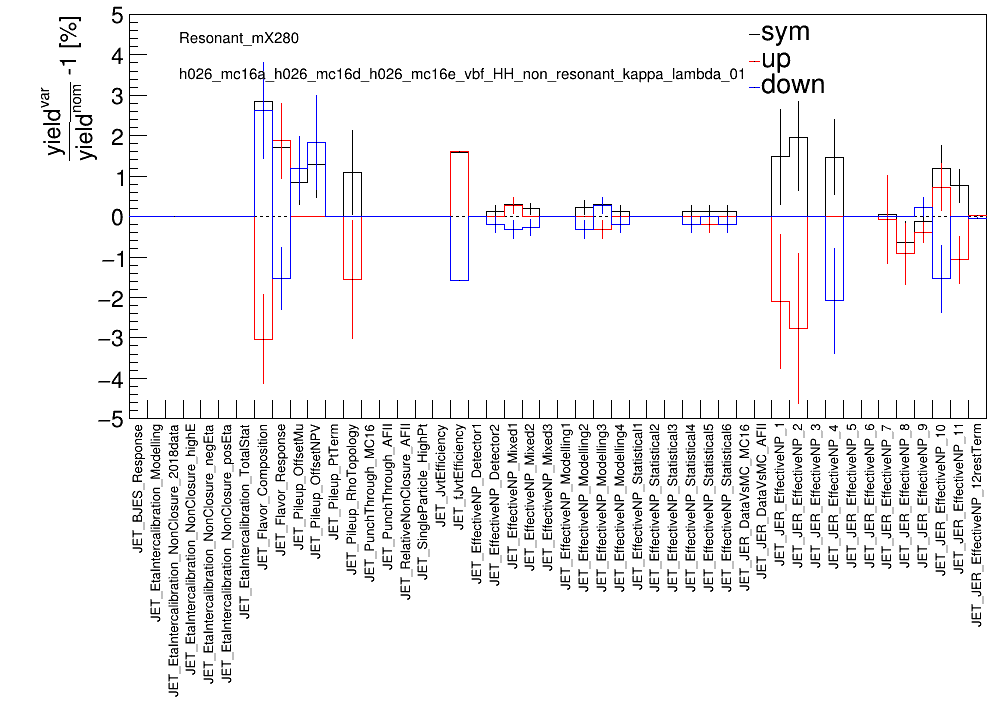 yield^var / yield^nom -1 [%]
5
4
3
2
1
0
−1
−2
−3
−4
−5
Resonant_mX280
h026_mc16a_h026_mc16d_h026_mc16e_vbf_HH_non_resonant_kappa_lambda_01
sym
up
down
JET_BJES_Response
JET_EtaIntercalibration_Modelling
JET_EtaIntercalibration_NonClosure_2018data
JET_EtaIntercalibration_NonClosure_highE
JET_EtaIntercalibration_NonClosure_negEta
JET_EtaIntercalibration_NonClosure_posEta
JET_EtaIntercalibration_TotalStat
JET_Flavor_Composition
JET_Flavor_Response
JET_Pileup_OffsetMu
JET_Pileup_OffsetNPV
JET_Pileup_PtTerm
JET_Pileup_RhoTopology
JET_PunchThrough_MC16
JET_PunchThrough_AFII
JET_RelativeNonClosure_AFII
JET_SingleParticle_HighPt
JET_JvtEfficiency
JET_fJvtEfficiency
JET_EffectiveNP_Detector1
JET_EffectiveNP_Detector2
JET_EffectiveNP_Mixed1
JET_EffectiveNP_Mixed2
JET_EffectiveNP_Mixed3
JET_EffectiveNP_Modelling1
JET_EffectiveNP_Modelling2
JET_EffectiveNP_Modelling3
JET_EffectiveNP_Modelling4
JET_EffectiveNP_Statistical1
JET_EffectiveNP_Statistical2
JET_EffectiveNP_Statistical3
JET_EffectiveNP_Statistical4
JET_EffectiveNP_Statistical5
JET_EffectiveNP_Statistical6
JET_JER_DataVsMC_MC16
JET_JER_DataVsMC_AFII
JET_JER_EffectiveNP_1
JET_JER_EffectiveNP_2
JET_JER_EffectiveNP_3
JET_JER_EffectiveNP_4
JET_JER_EffectiveNP_5
JET_JER_EffectiveNP_6
JET_JER_EffectiveNP_7
JET_JER_EffectiveNP_8
JET_JER_EffectiveNP_9
JET_JER_EffectiveNP_10
JET_JER_EffectiveNP_11
JET_JER_EffectiveNP_12restTerm